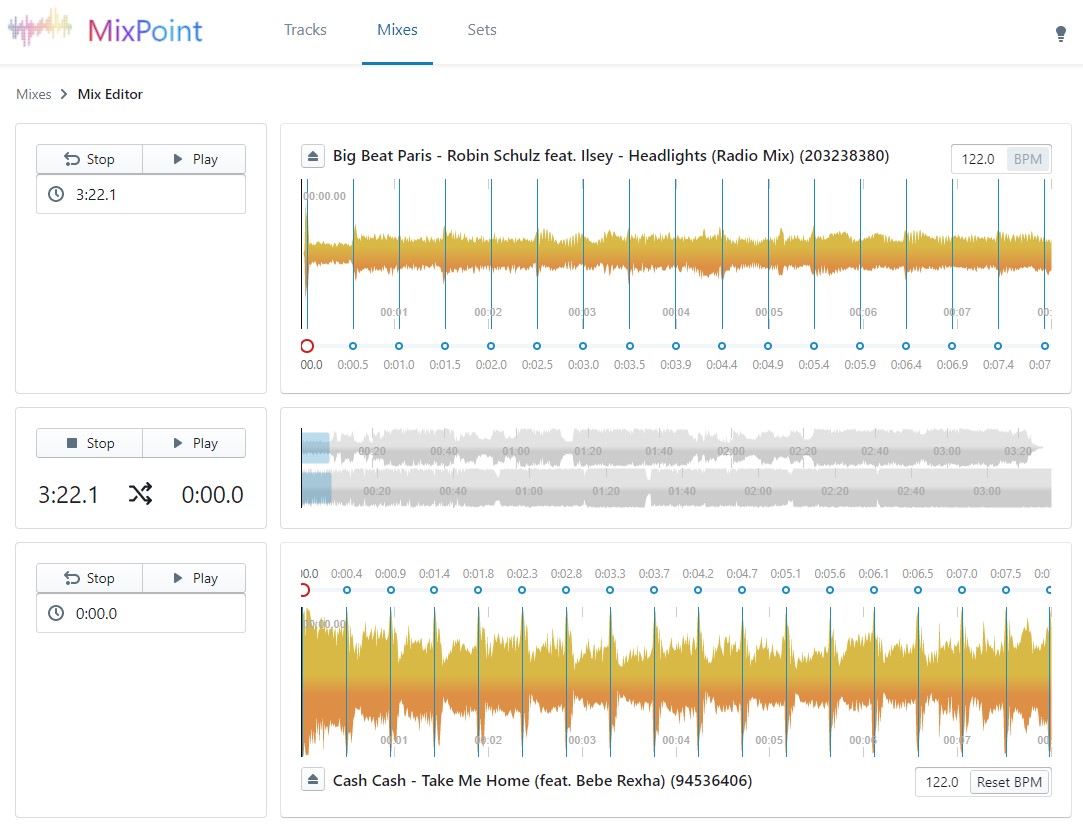 MixPoint Tracks Mixes Sets
Mixes > Mix Editor
Stop Play
3:22.1
Big Beat Paris - Robin Schulz feat. Ilsey - Headlights (Radio Mix) (203238380) 122.0 BPM
00:00.00
00:01 00:02 00:03 00:04 00:05 00:06 00:07 00:
00.0 0:00.5 0:01.0 0:01.5 0:02.0 0:02.5 0:03.0 0:03.5 0:03.9 0:04.4 0:04.9 0:05.4 0:05.9 0:06.4 0:06.9 0:07.4 0:07
Stop Play
3:22.1 0:00.0
00:20 00:40 01:00 01:20 01:40 02:00 02:20 02:40 03:00 03:20
00:20 00:40 01:00 01:20 01:40 02:00 02:20 02:40 03:00
Stop Play
0:00.0
00.0 0:00.4 0:00.9 0:01.4 0:01.8 0:02.3 0:02.8 0:03.3 0:03.7 0:04.2 0:04.7 0:05.1 0:05.6 0:06.1 0:06.5 0:07.0 0:07.5 0:0
00:00.00
00:01 00:02 00:03 00:04 00:05 00:06 00:07 00
Cash Cash - Take Me Home (feat. Bebe Rexha) (94536406) 122.0 Reset BPM